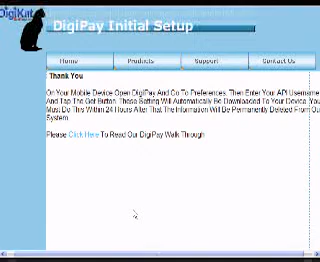 DigiKat
DigiPay Initial Setup
Home Products Support Contact Us
Thank You
On Your Mobile Device Open DigiPay And Go To Preferences. Then Enter Your API Username
And Tap The Get Button. These Setting Will Automatically Be Downloaded To Your Device. You
Must Do This Within 24 Hours After That The Information Will Be Permanently Deleted From Our
System.
Please Click Here To Read Our DigiPay Walk Through